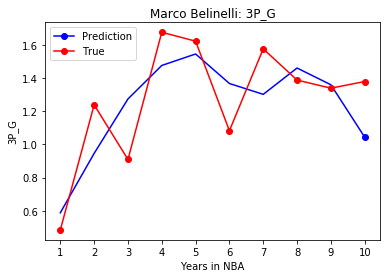 Marco Belinelli: 3P_G
Prediction
True
3P_G
1.6
1.4
1.2
1.0
0.8
0.6
1 2 3 4 5 6 7 8 9 10
Years in NBA